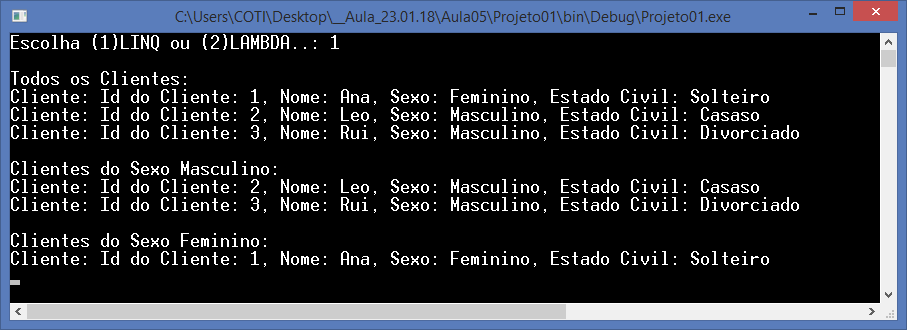 C:\Users\COTI\Desktop\__Aula_23.01.18\Aula05\Projeto01\bin\Debug\Projeto01.exe
Escolha (1)LINQ ou (2)LAMBDA..: 1
Todos os Clientes:
Cliente: Id do Cliente: 1, Nome: Ana, Sexo: Feminino, Estado Civil: Solteiro
Cliente: Id do Cliente: 2, Nome: Leo, Sexo: Masculino, Estado Civil: Casaso
Cliente: Id do Cliente: 3, Nome: Rui, Sexo: Masculino, Estado Civil: Divorciado
Clientes do Sexo Masculino:
Cliente: Id do Cliente: 2, Nome: Leo, Sexo: Masculino, Estado Civil: Casaso
Cliente: Id do Cliente: 3, Nome: Rui, Sexo: Masculino, Estado Civil: Divorciado
Clientes do Sexo Feminino:
Cliente: Id do Cliente: 1, Nome: Ana, Sexo: Feminino, Estado Civil: Solteiro